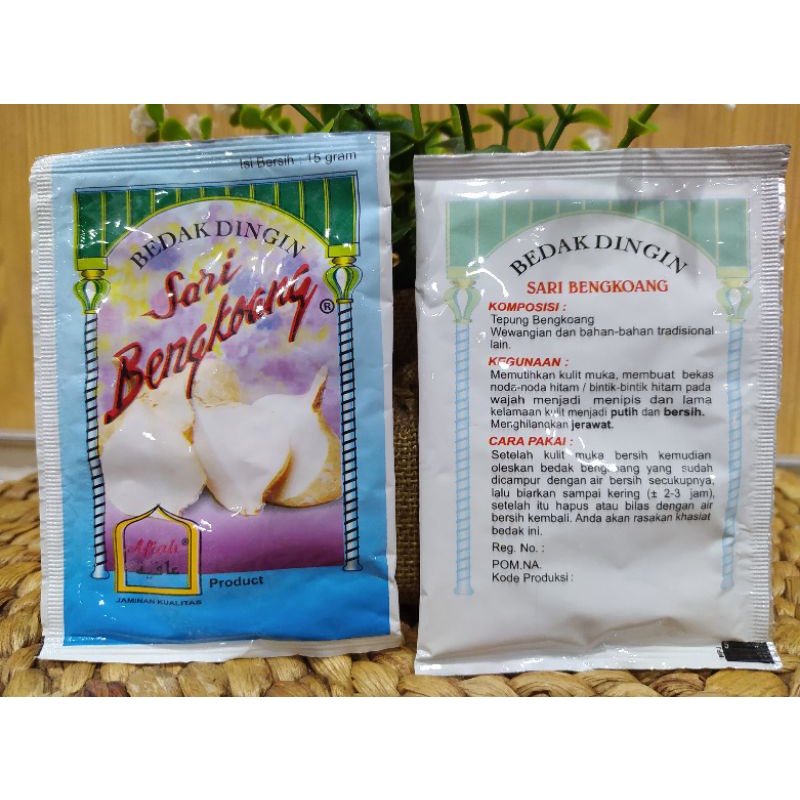 Isi Bersih : 15 gram
BEDAK DINGIN
Sari
Bengkoang ®
Afiah ®
عافية
Product
JAMINAN KUALITAS
BEDAK DINGIN
SARI BENGKOANG
KOMPOSISI :
Tepung Bengkoang
Wewangian dan bahan-bahan tradisional
lain.
KEGUNAAN :
Memutihkan kulit muka, membuat bekas
noda-noda hitam / bintik-bintik hitam pada
wajah menjadi menipis dan lama
kelamaan kulit menjadi putih dan bersih.
Menghilangkan jerawat.
CARA PAKAI :
Setelah kulit muka bersih kemudian
oleskan bedak bengkoang yang sudah
dicampur dengan air bersih secukupnya,
lalu biarkan sampai kering (± 2-3 jam),
setelah itu hapus atau bilas dengan air
bersih kembali. Anda akan rasakan khasiat
bedak ini.
Reg. No. :
POM.NA.
Kode Produksi :